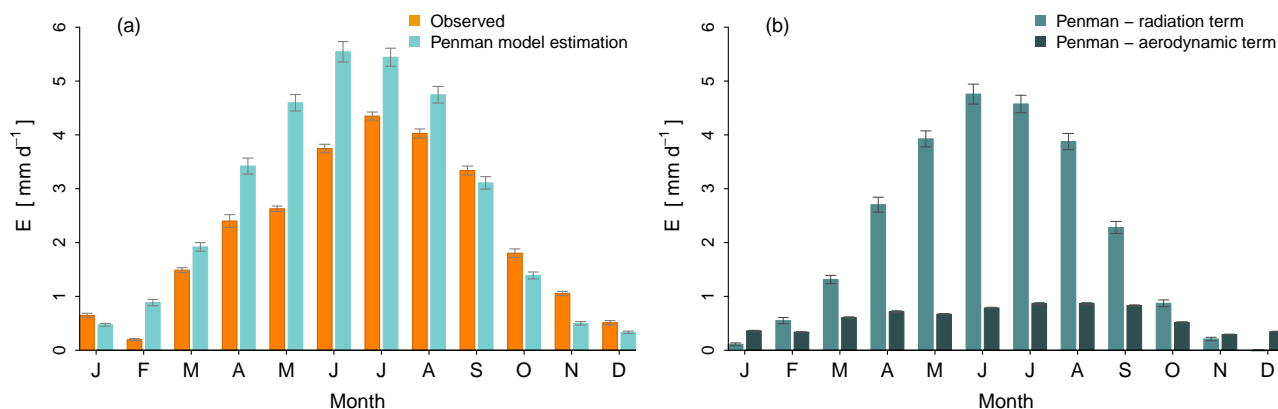 (a)
Observed
Penman model estimation
E [ mm d⁻¹ ]
6
5
4
3
2
1
0
J F M A M J J A S O N D
Month
(b)
Penman − radiation term
Penman − aerodynamic term
E [ mm d⁻¹ ]
6
5
4
3
2
1
0
J F M A M J J A S O N D
Month